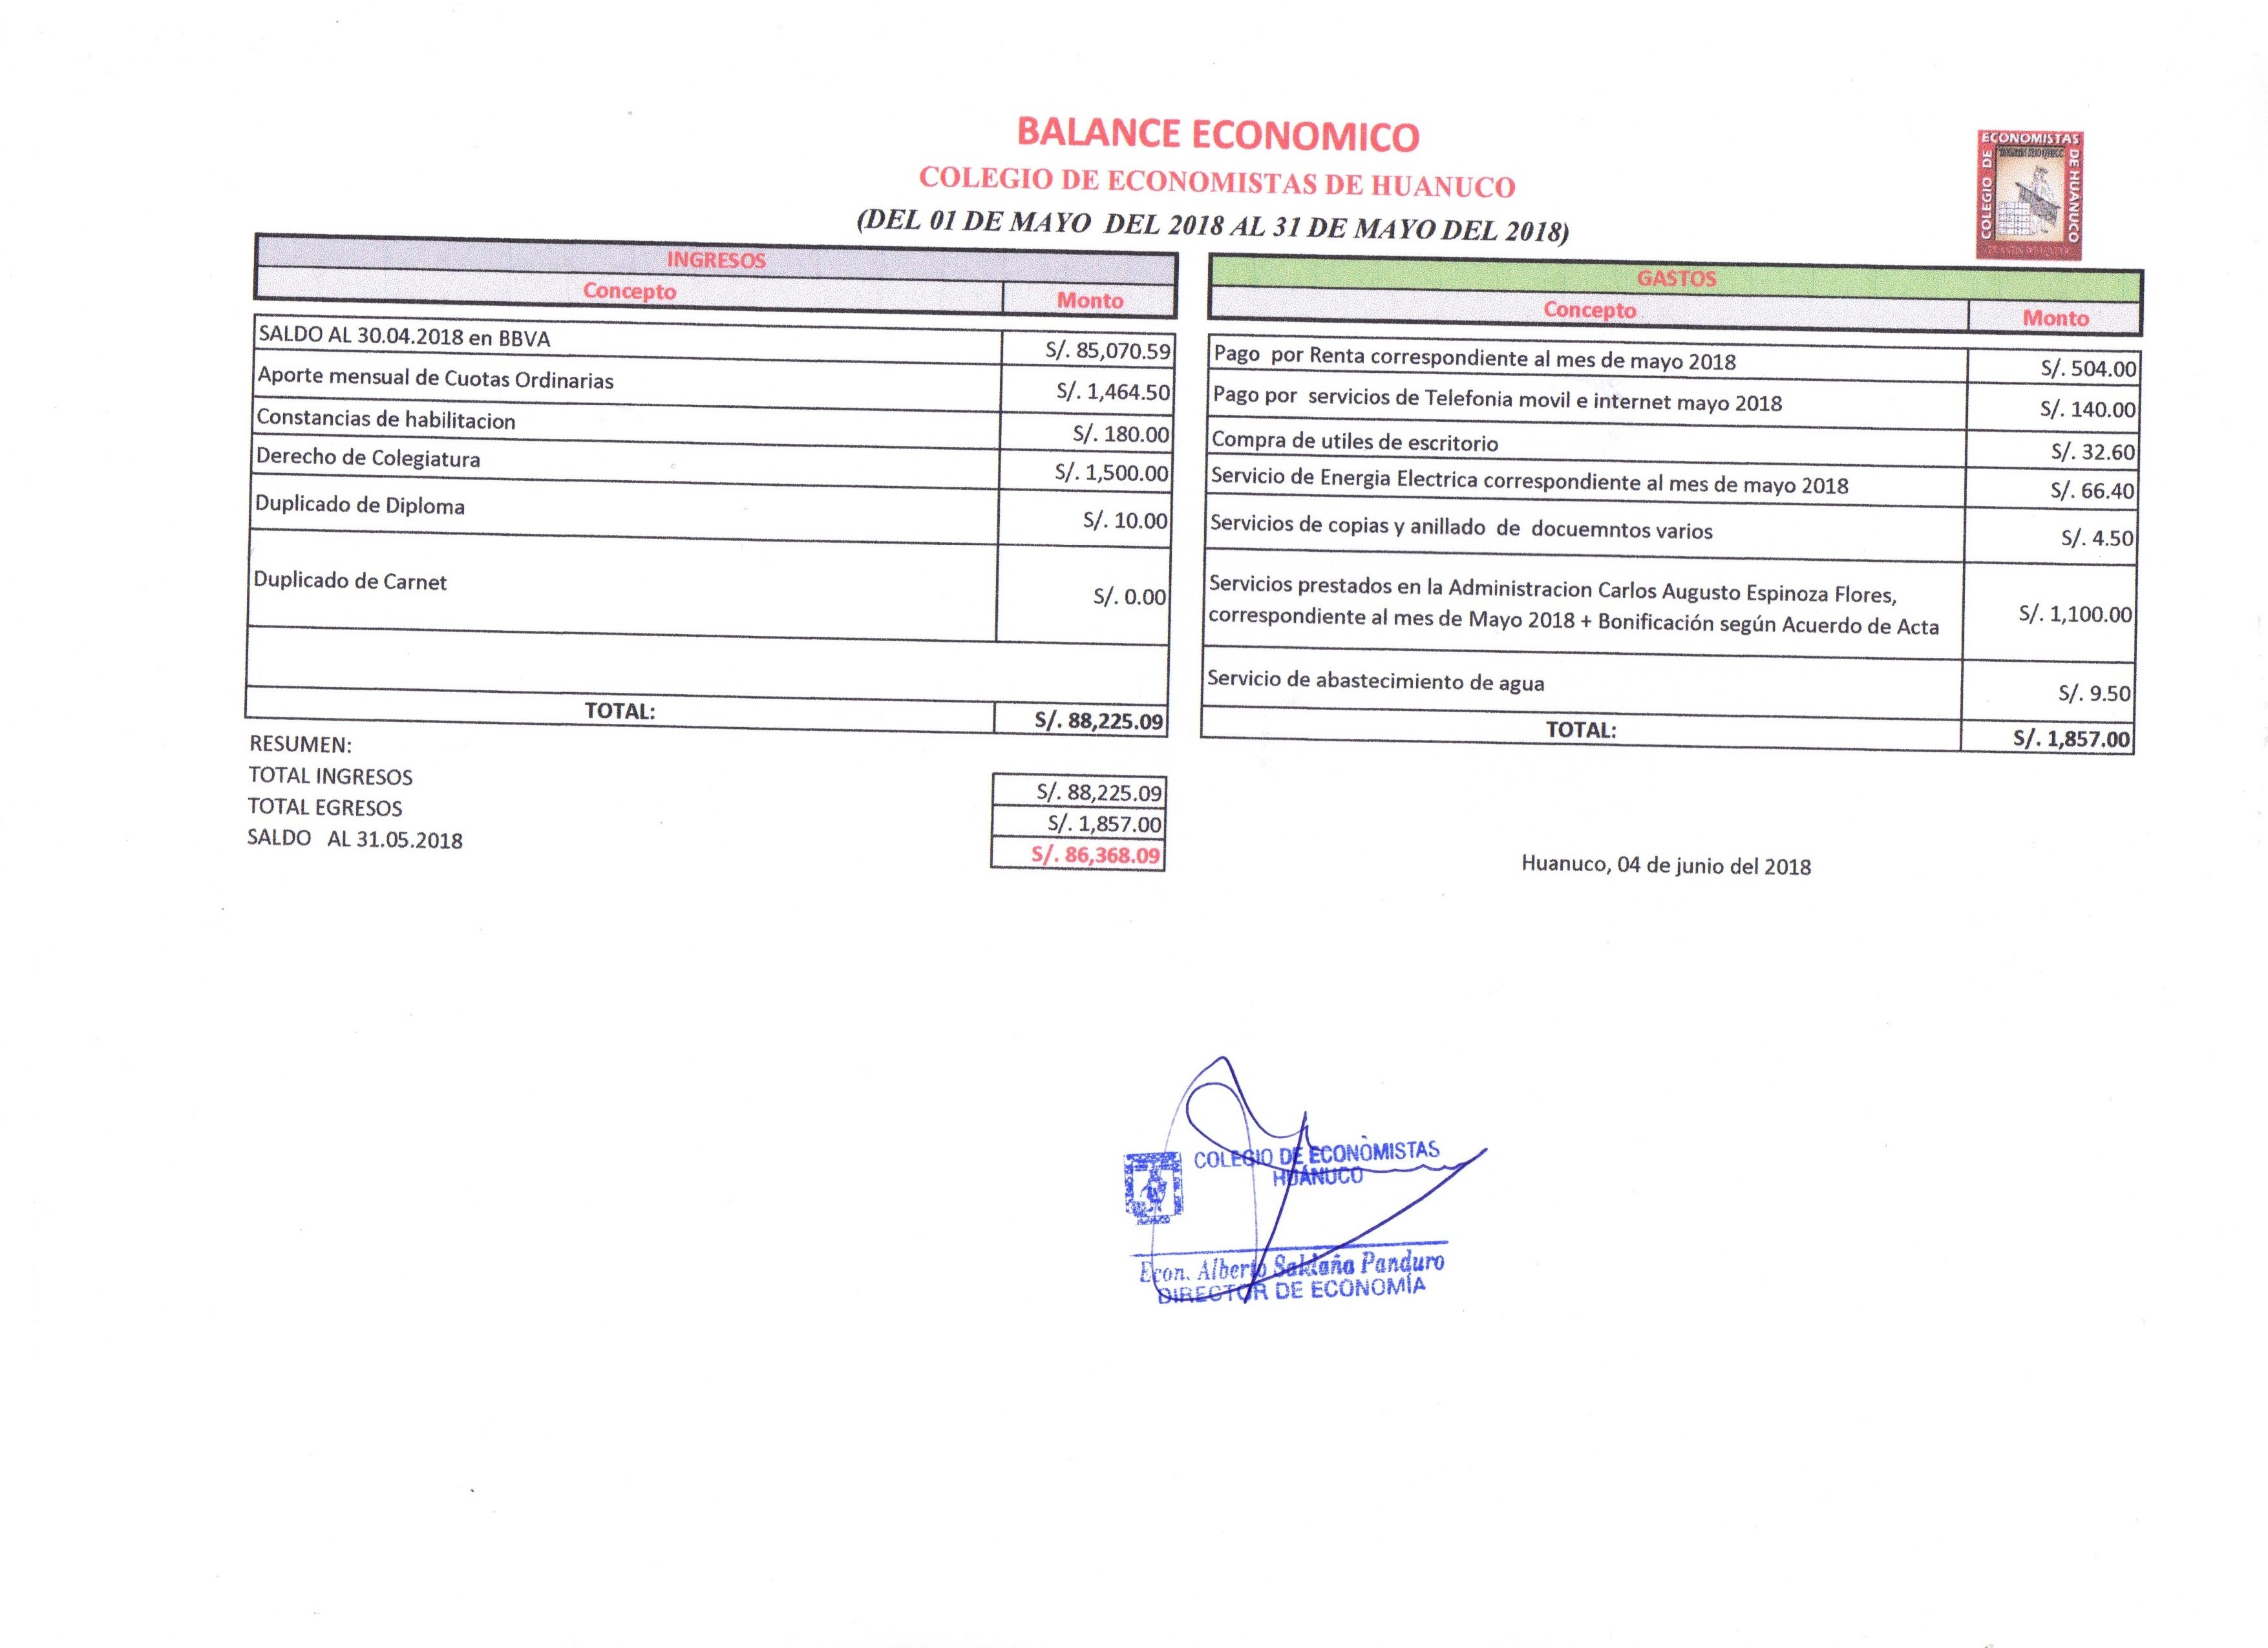 BALANCE ECONOMICO
COLEGIO DE ECONOMISTAS DE HUANUCO
(DEL 01 DE MAYO DEL 2018 AL 31 DE MAYO DEL 2018)
ECONOMISTAS
COLEGIO DE
DE HUANUCO
INGRESOS
Concepto Monto
SALDO AL 30.04.2018 en BBVA S/. 85,070.59
Aporte mensual de Cuotas Ordinarias S/. 1,464.50
Constancias de habilitacion S/. 180.00
Derecho de Colegiatura S/. 1,500.00
Duplicado de Diploma S/. 10.00
Duplicado de Carnet S/. 0.00
TOTAL: S/. 88,225.09
GASTOS
Concepto Monto
Pago por Renta correspondiente al mes de mayo 2018 S/. 504.00
Pago por servicios de Telefonia movil e internet mayo 2018 S/. 140.00
Compra de utiles de escritorio S/. 32.60
Servicio de Energia Electrica correspondiente al mes de mayo 2018 S/. 66.40
Servicios de copias y anillado de docuemntos varios S/. 4.50
Servicios prestados en la Administracion Carlos Augusto Espinoza Flores,
correspondiente al mes de Mayo 2018 + Bonificación según Acuerdo de Acta S/. 1,100.00
Servicio de abastecimiento de agua S/. 9.50
TOTAL: S/. 1,857.00
RESUMEN:
TOTAL INGRESOS S/. 88,225.09
TOTAL EGRESOS S/. 1,857.00
SALDO AL 31.05.2018 S/. 86,368.09
Huanuco, 04 de junio del 2018
COLEGIO DE ECONOMISTAS
HUÁNUCO
Econ. Alberto Saldaña Panduro
DIRECTOR DE ECONOMÍA